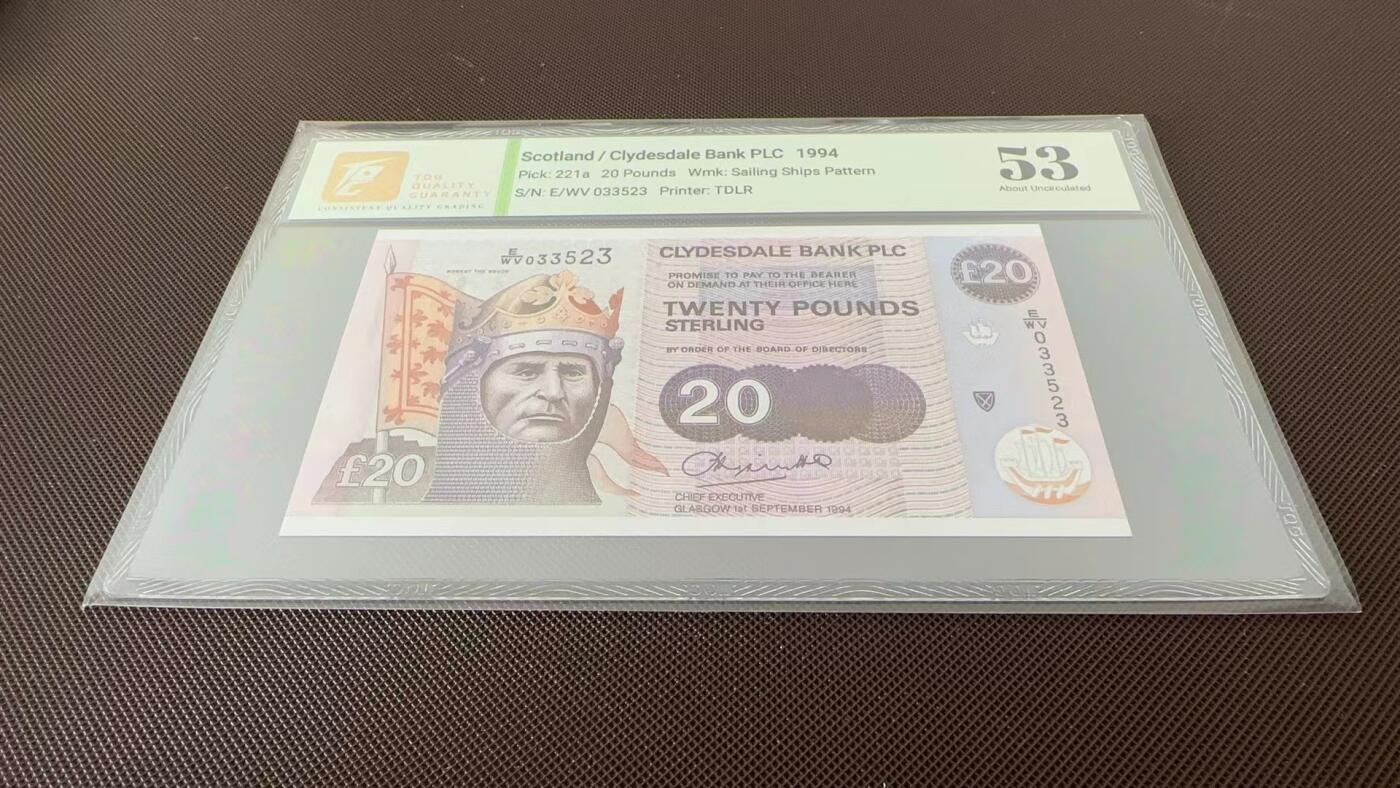 Scotland / Clydesdale Bank PLC 1994
Pick: 221a 20 Pounds Wmk: Sailing Ships Pattern
S/N: E/WV 033523 Printer: TDLR
53
About Uncirculated
TQG
QUALITY
GUARANTY
CONSISTENT QUALITY GRADING
E
WV 033523
ROBERT THE BRUCE
£20
CLYDESDALE BANK PLC
PROMISE TO PAY TO THE BEARER
ON DEMAND AT THEIR OFFICE HERE
TWENTY POUNDS
STERLING
BY ORDER OF THE BOARD OF DIRECTORS
20
CHIEF EXECUTIVE
GLASGOW 1st SEPTEMBER 1994
£20
E
WV
033523